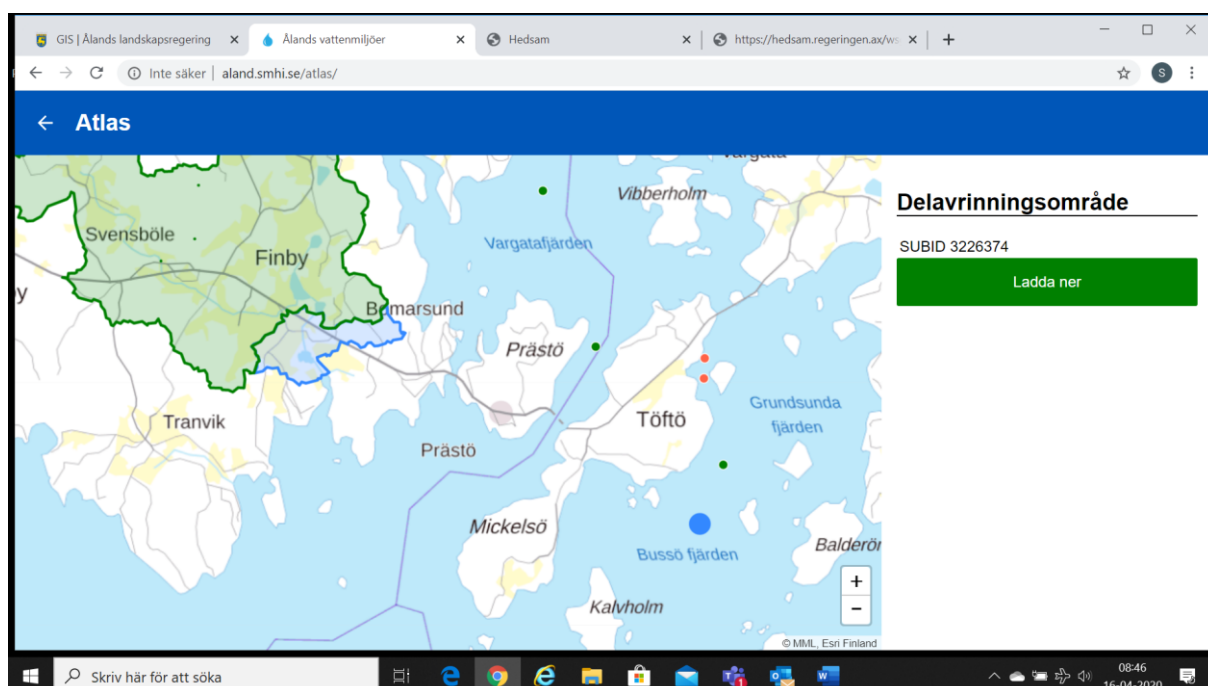 GIS | Ålands landskapsregering
Ålands vattenmiljöer
Hedsam
https://hedsam.regeringen.ax/ws
Inte säker | aland.smhi.se/atlas/
S
Atlas
Vargata
Vibberholm
Svensböle
Vargatafjärden
Finby
Bomarsund
Prästö
Grundsunda
fjärden
Töftö
Tranvik
Prästö
Mickelsö
Bussö fjärden
Balderör
Kalvholm
+
−
© MML, Esri Finland
Delavrinningsområde
SUBID 3226374
Ladda ner
Skriv här för att söka
08:46
16-04-2020